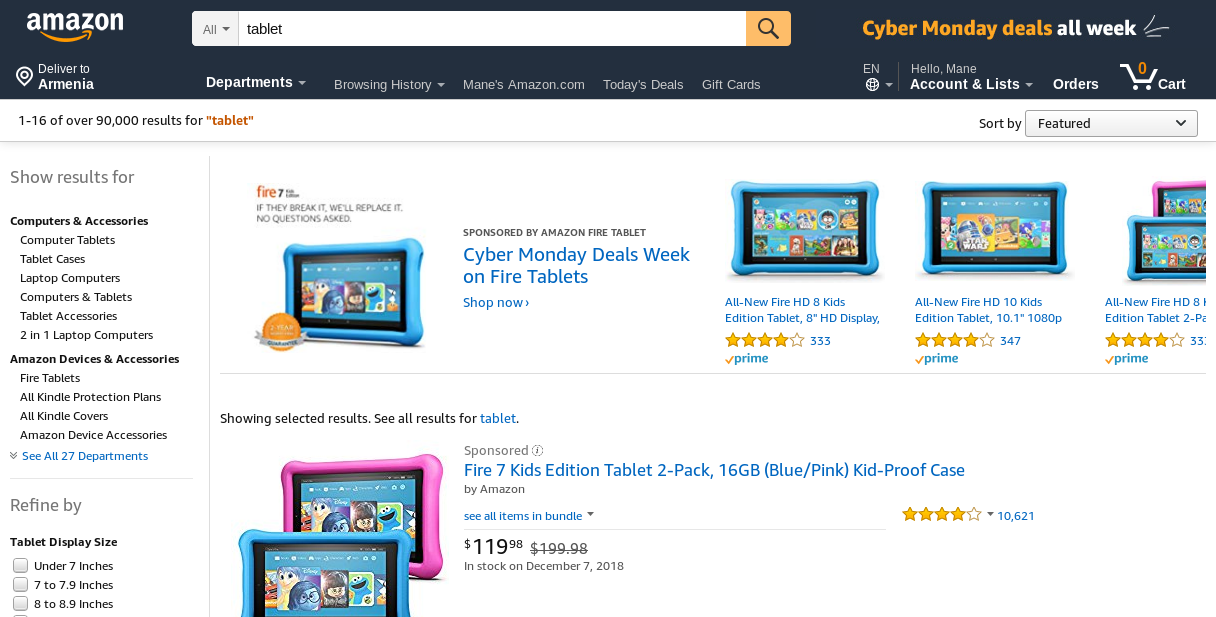 amazon
All
tablet
Cyber Monday deals all week
Deliver to
Armenia
Departments
Browsing History
Mane's Amazon.com
Today's Deals
Gift Cards
EN
Hello, Mane
Account & Lists
Orders
0
Cart
1-16 of over 90,000 results for "tablet"
Sort by
Featured
Show results for
Computers & Accessories
Computer Tablets
Tablet Cases
Laptop Computers
Computers & Tablets
Tablet Accessories
2 in 1 Laptop Computers
Amazon Devices & Accessories
Fire Tablets
All Kindle Protection Plans
All Kindle Covers
Amazon Device Accessories
See All 27 Departments
Refine by
Tablet Display Size
Under 7 Inches
7 to 7.9 Inches
8 to 8.9 Inches
fire 7 Kids Edition
IF THEY BREAK IT, WE'LL REPLACE IT.
NO QUESTIONS ASKED.
2 YEAR
GUARANTEE
SPONSORED BY AMAZON FIRE TABLET
Cyber Monday Deals Week
on Fire Tablets
Shop now ›
All-New Fire HD 8 Kids
Edition Tablet, 8" HD Display,
333
prime
STAR WARS
All-New Fire HD 10 Kids
Edition Tablet, 10.1" 1080p
347
prime
All-New Fire HD 8
Edition Tablet 2-Pa
333
prime
Showing selected results. See all results for tablet.
Sponsored
Fire 7 Kids Edition Tablet 2-Pack, 16GB (Blue/Pink) Kid-Proof Case
by Amazon
see all items in bundle
10,621
$119 98 $199.98
In stock on December 7, 2018
Disney